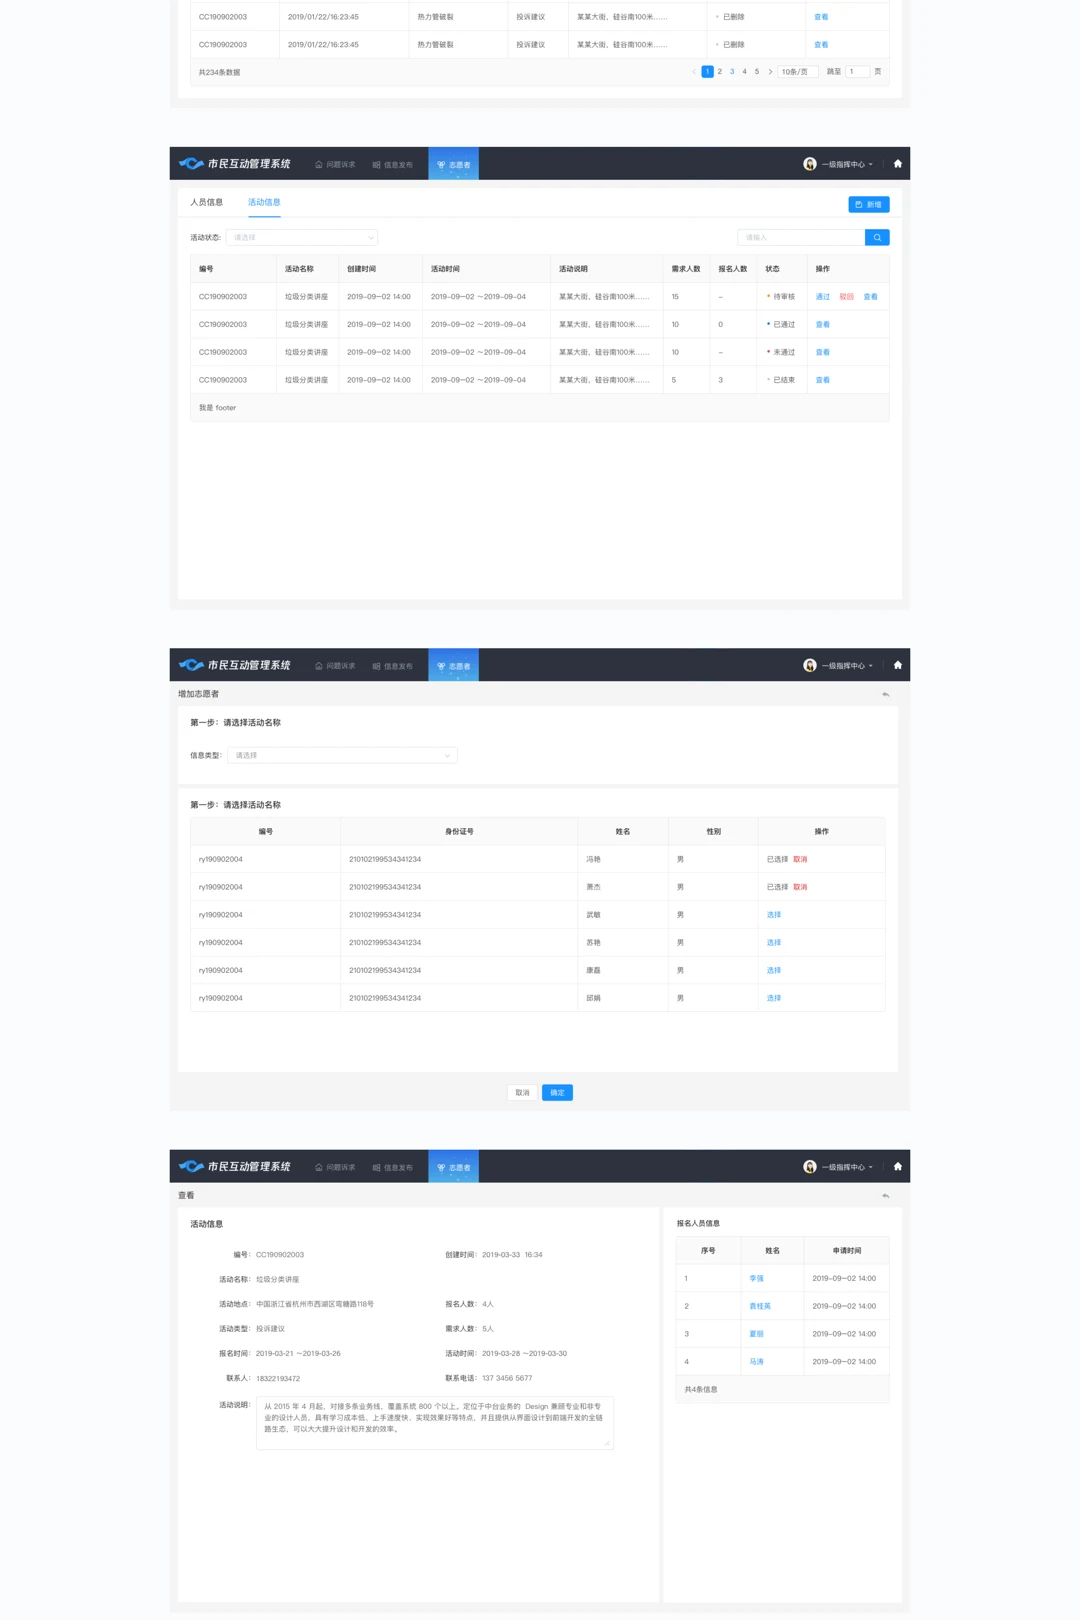 CC190902003 2019/01/22/16:23:45 热力管破裂 投诉建议 某某大街，硅谷南100米...... 已删除 查看
CC190902003 2019/01/22/16:23:45 热力管破裂 投诉建议 某某大街，硅谷南100米...... 已删除 查看
共234条数据 < 1 2 3 4 5 > 10条/页 跳至 1 页
市民互动管理系统 问题诉求 信息发布 志愿者 一级指挥中心
人员信息 活动信息 新增
活动状态: 请选择 请输入
编号 活动名称 创建时间 活动时间 活动说明 需求人数 报名人数 状态 操作
CC190902003 垃圾分类讲座 2019-09-02 14:00 2019-09-02 ~2019-09-04 某某大街，硅谷南100米...... 15 – 待审核 通过 驳回 查看
CC190902003 垃圾分类讲座 2019-09-02 14:00 2019-09-02 ~2019-09-04 某某大街，硅谷南100米...... 10 0 已通过 查看
CC190902003 垃圾分类讲座 2019-09-02 14:00 2019-09-02 ~2019-09-04 某某大街，硅谷南100米...... 10 – 未通过 查看
CC190902003 垃圾分类讲座 2019-09-02 14:00 2019-09-02 ~2019-09-04 某某大街，硅谷南100米...... 5 3 已结束 查看
我是 footer
市民互动管理系统 问题诉求 信息发布 志愿者 一级指挥中心
增加志愿者
第一步：请选择活动名称
信息类型： 请选择
第一步：请选择活动名称
编号 身份证号 姓名 性别 操作
ry190902004 210102199534341234 冯艳 男 已选择 取消
ry190902004 210102199534341234 萧杰 男 已选择 取消
ry190902004 210102199534341234 武敏 男 选择
ry190902004 210102199534341234 苏艳 男 选择
ry190902004 210102199534341234 康磊 男 选择
ry190902004 210102199534341234 邱娟 男 选择
取消 确定
市民互动管理系统 问题诉求 信息发布 志愿者 一级指挥中心
查看
活动信息
编号： CC190902003 创建时间： 2019-03-33 16:34
活动名称： 垃圾分类讲座
活动地点： 中国浙江省杭州市西湖区弯糖路118号 报名人数： 4人
活动类型： 投诉建议 需求人数： 5人
报名时间： 2019-03-21 ~2019-03-26 活动时间： 2019-03-28 ~2019-03-30
联系人： 18322193472 联系电话： 137 3456 5677
活动说明： 从 2015 年 4 月起，对接多条业务线，覆盖系统 800 个以上。定位于中台业务的 Design 兼顾专业和非专
业的设计人员，具有学习成本低、上手速度快、实现效果好等特点，并且提供从界面设计到前端开发的全链
路生态，可以大大提升设计和开发的效率。
报名人员信息
序号 姓名 申请时间
1 李强 2019-09-02 14:00
2 袁桂英 2019-09-02 14:00
3 夏丽 2019-09-02 14:00
4 马涛 2019-09-02 14:00
共4条信息